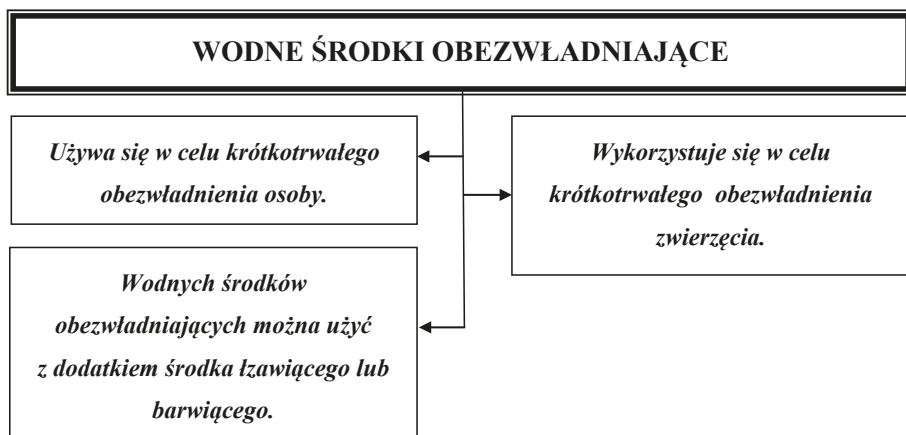 WODNE ŚRODKI OBEZWŁADNIAJĄCE
Używa się w celu krótkotrwałego
obezwładnienia osoby.
Wykorzystuje się w celu
krótkotrwałego obezwładnienia
zwierzęcia.
Wodnych środków
obezwładniających można użyć
z dodatkiem środka łzawiącego lub
barwiącego.